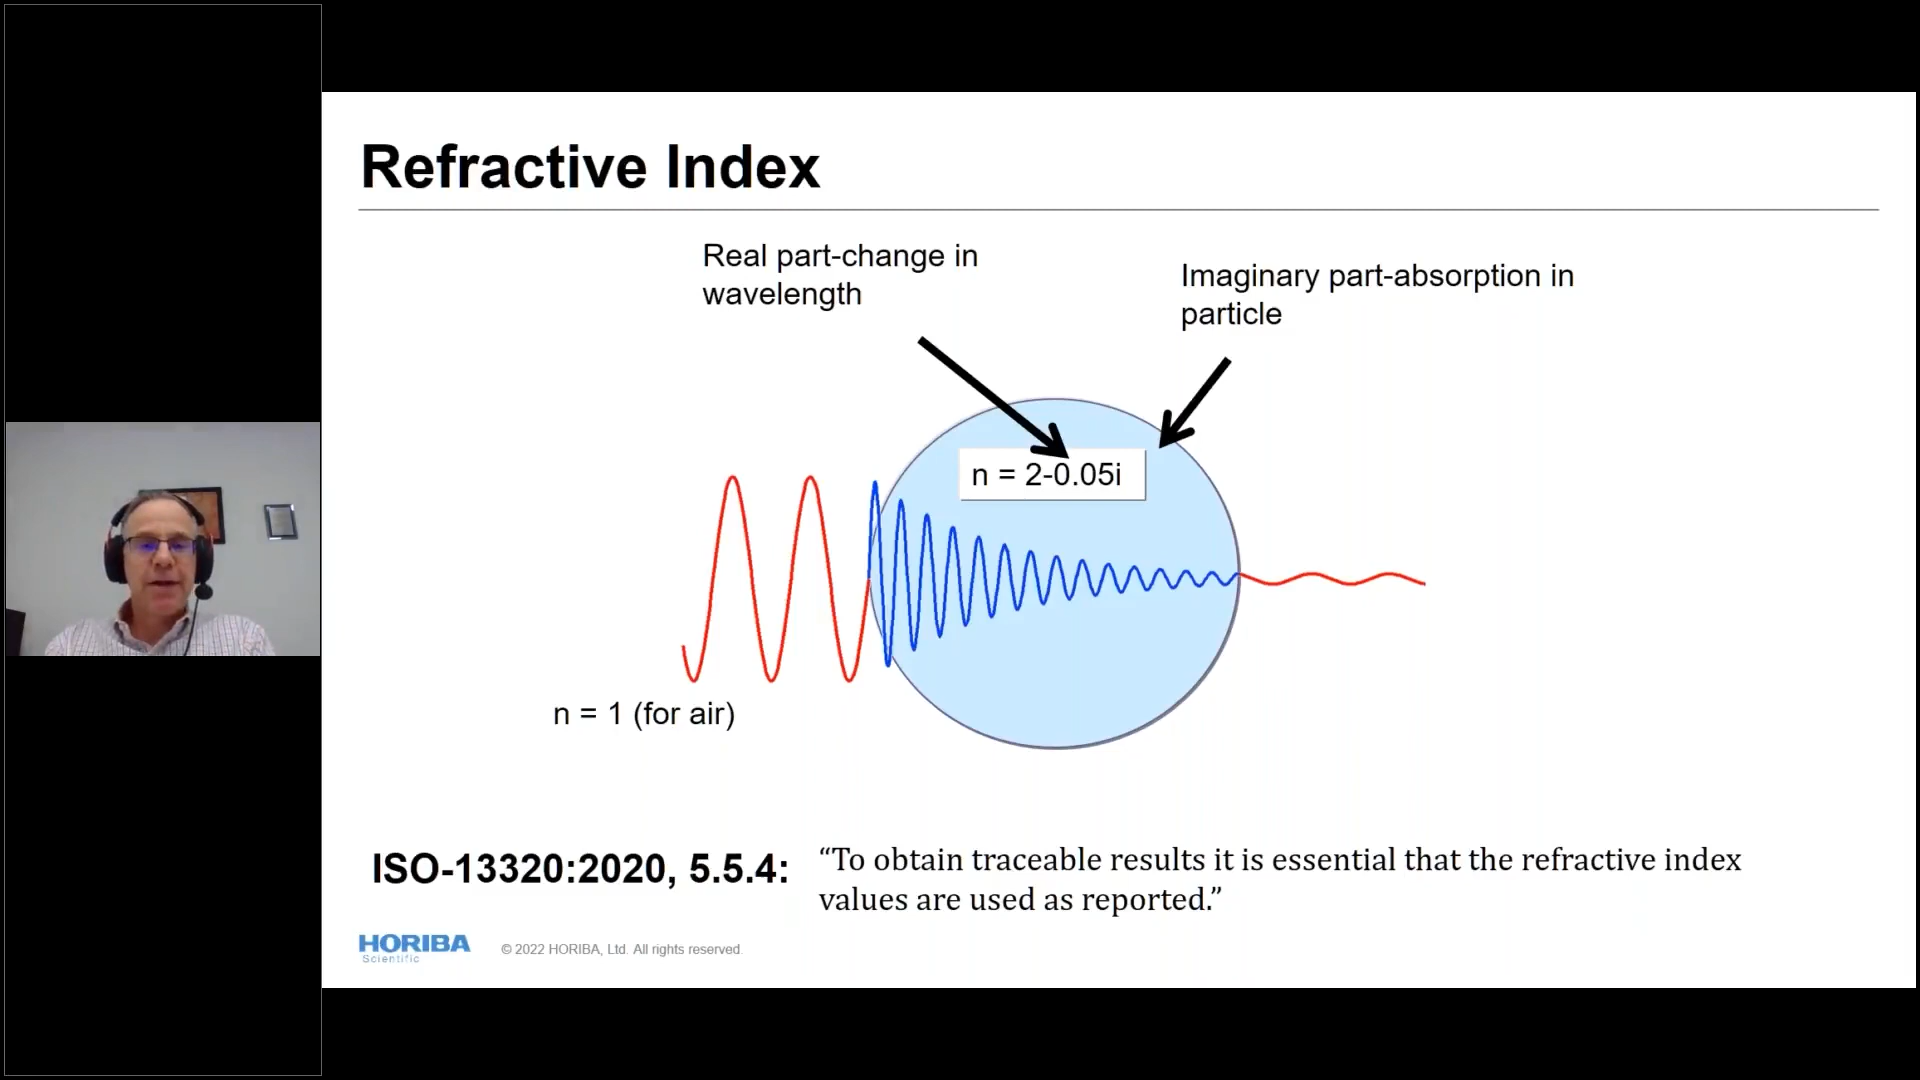 Refractive Index
Real part-change in
wavelength
Imaginary part-absorption in
particle
n = 2-0.05i
n = 1 (for air)
ISO-13320:2020, 5.5.4:
“To obtain traceable results it is essential that the refractive index
values are used as reported.”
HORIBA
Scientific
© 2022 HORIBA, Ltd. All rights reserved.